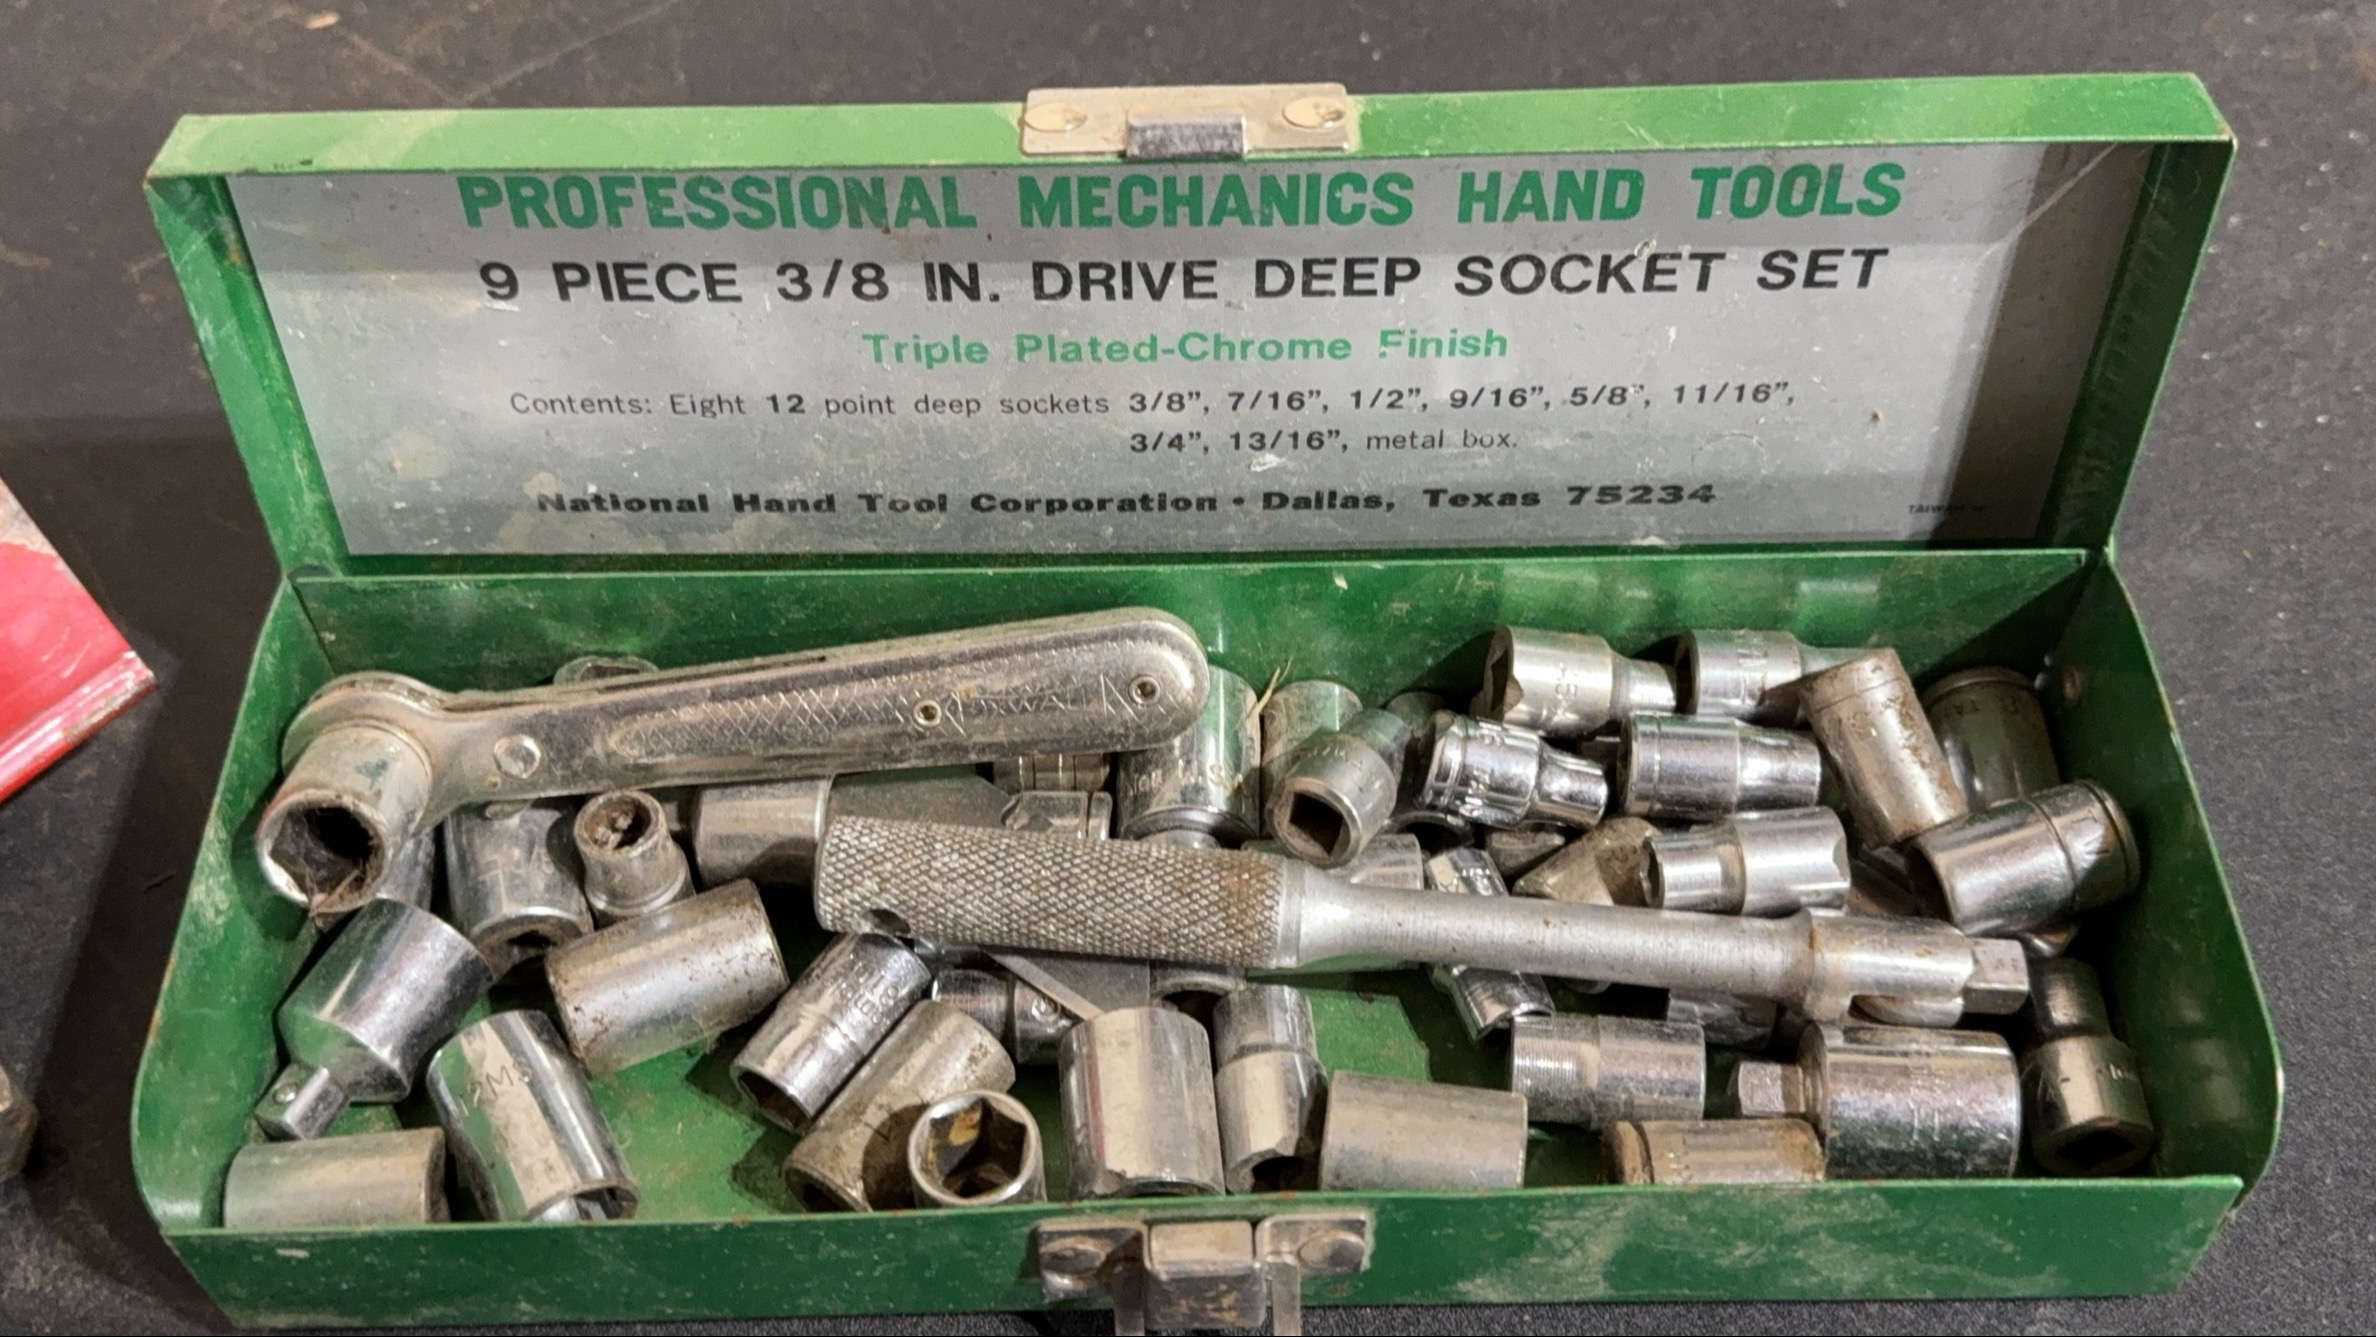 PROFESSIONAL MECHANICS HAND TOOLS
9 PIECE 3/8 IN. DRIVE DEEP SOCKET SET
Triple Plated-Chrome Finish
Contents: Eight 12 point deep sockets 3/8”, 7/16”, 1/2”, 9/16”, 5/8”, 11/16”,
3/4”, 13/16”, metal box.
National Hand Tool Corporation • Dallas, Texas 75234
TAIWAN